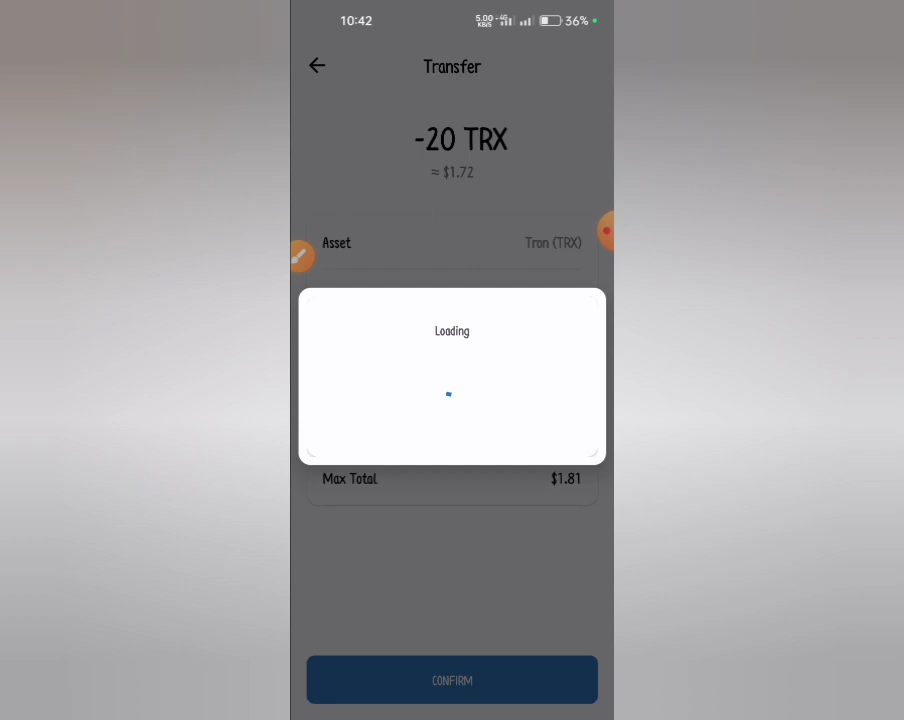 10:42
5.00 KB/S 4G 36%
Transfer
-20 TRX
≈ $1.72
Asset Tron (TRX)
Loading
Max Total $1.81
CONFIRM